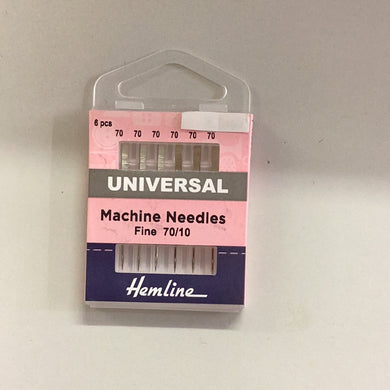 6 pcs
70 70 70 70 70 70
UNIVERSAL
Machine Needles
Fine 70/10
Hemline